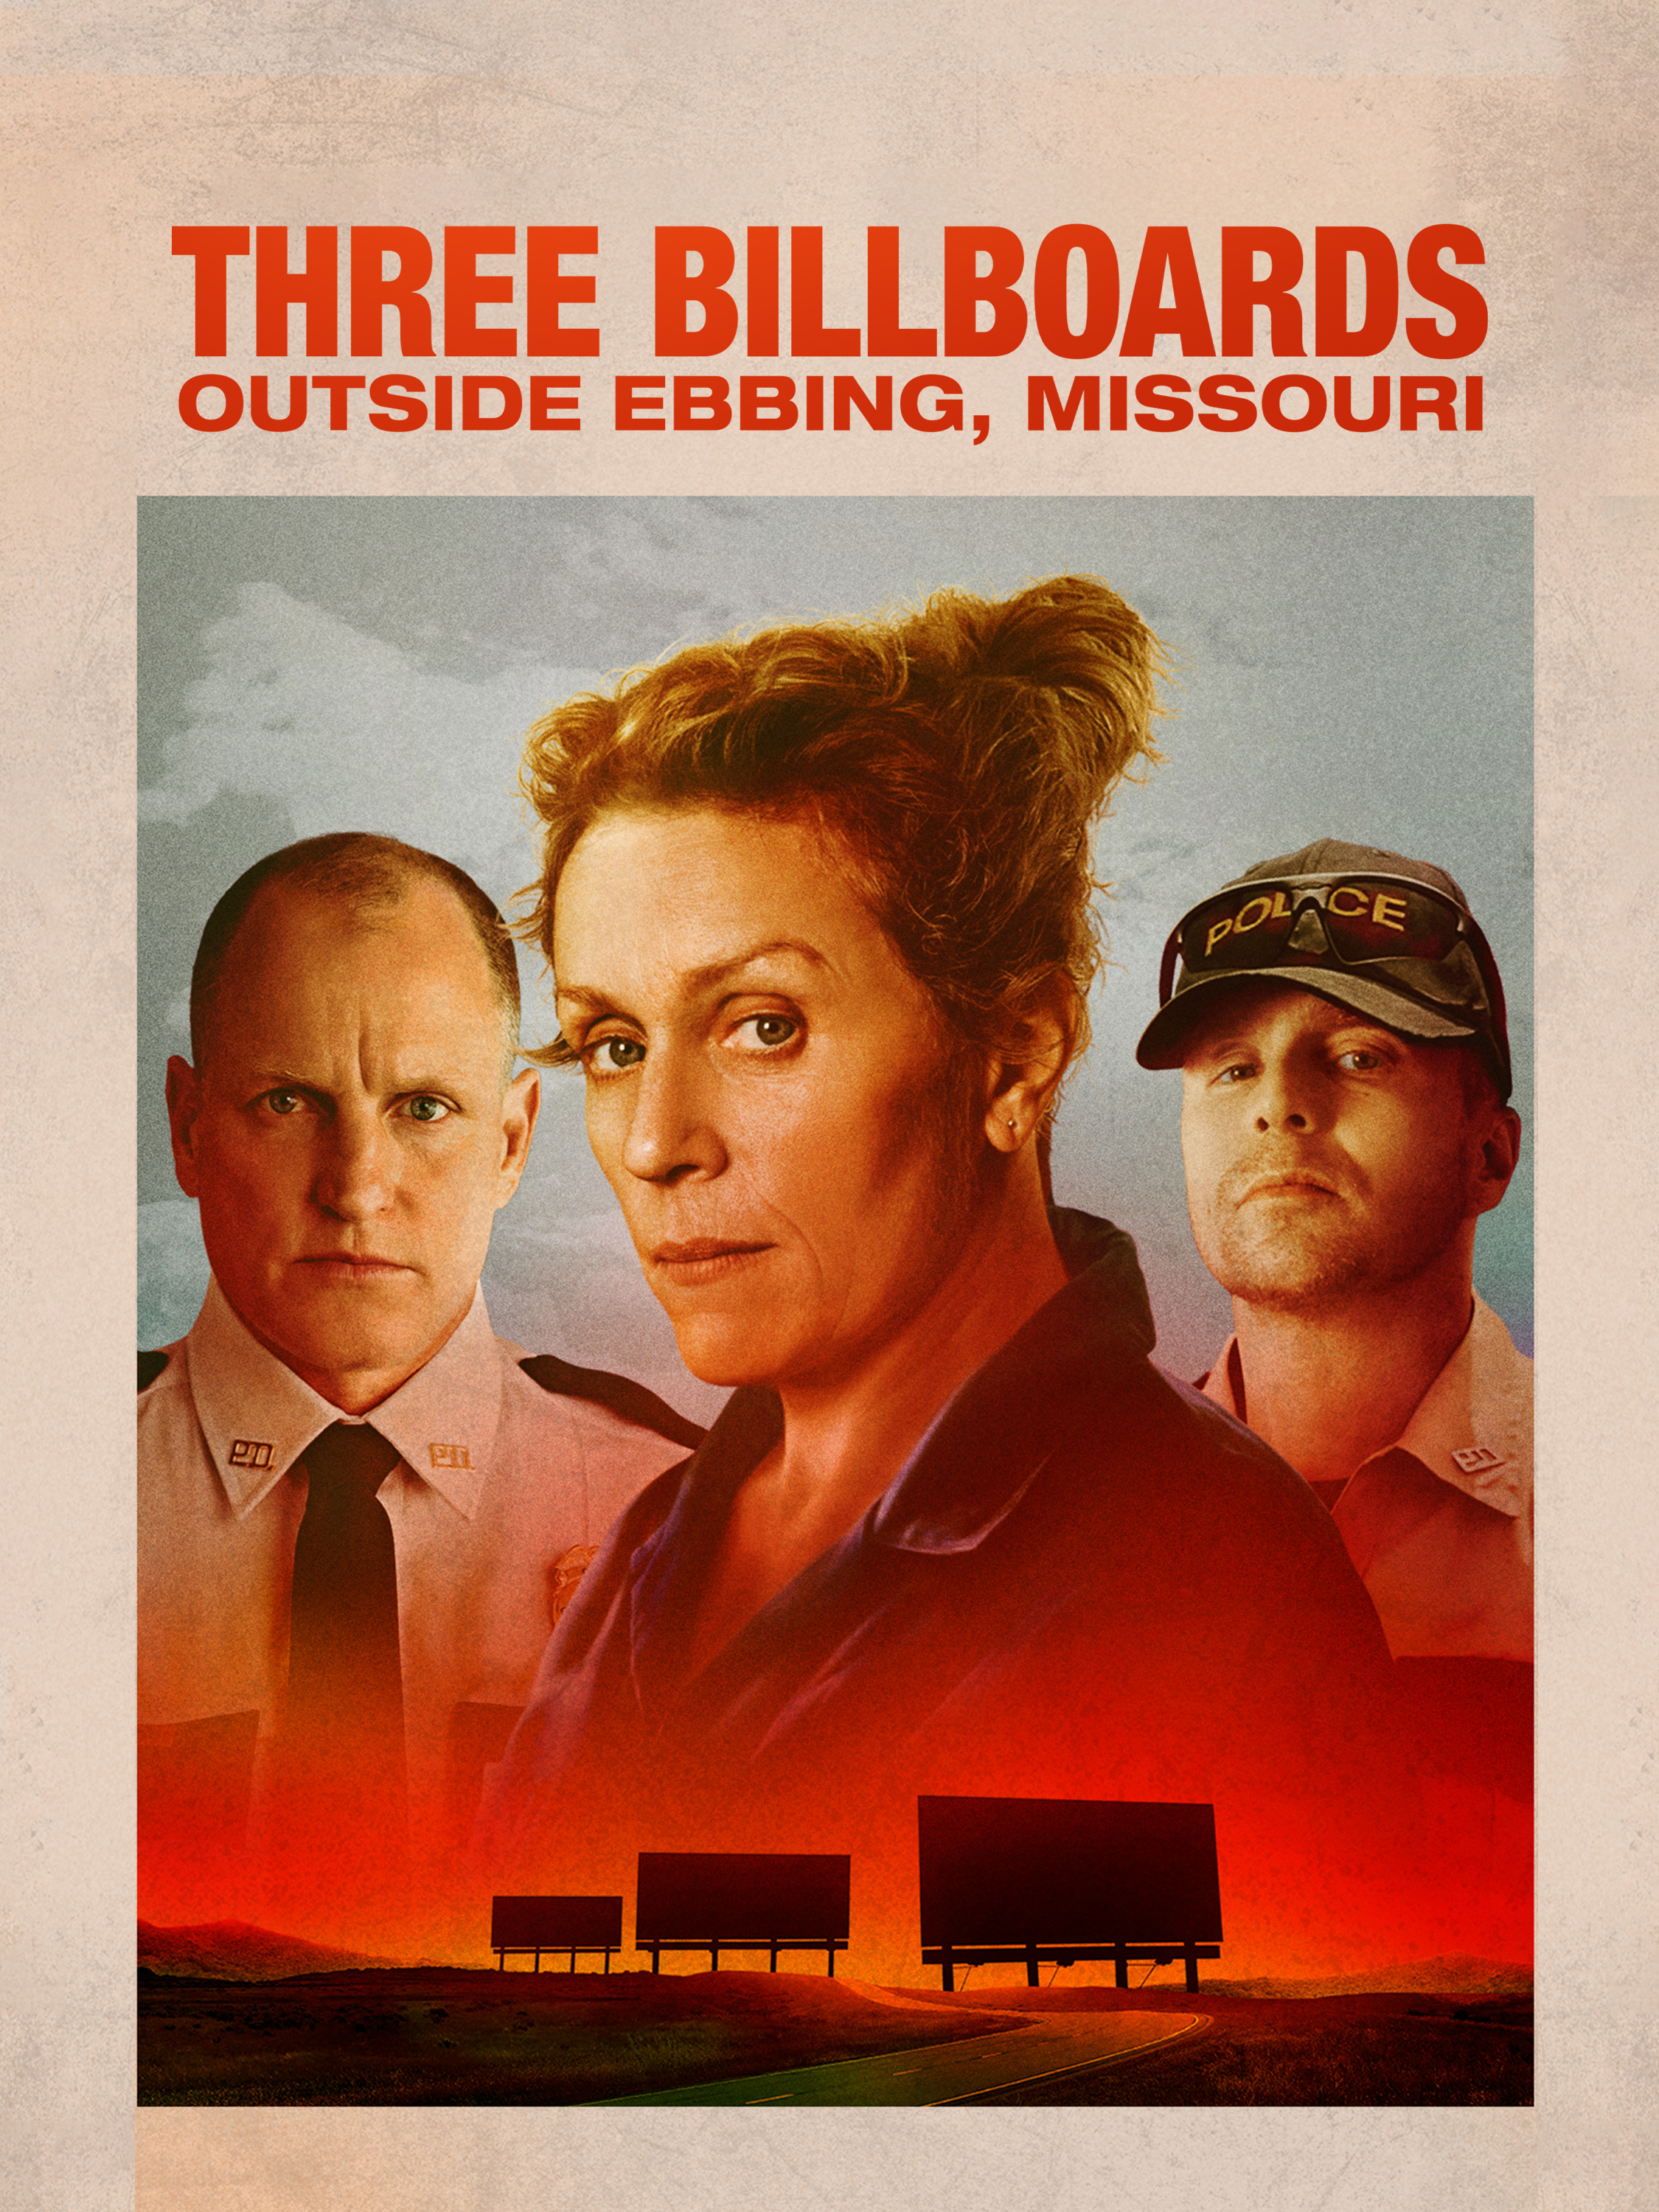 THREE BILLBOARDS
OUTSIDE EBBING, MISSOURI
POLICE
P.D.
P.D.
P.D.